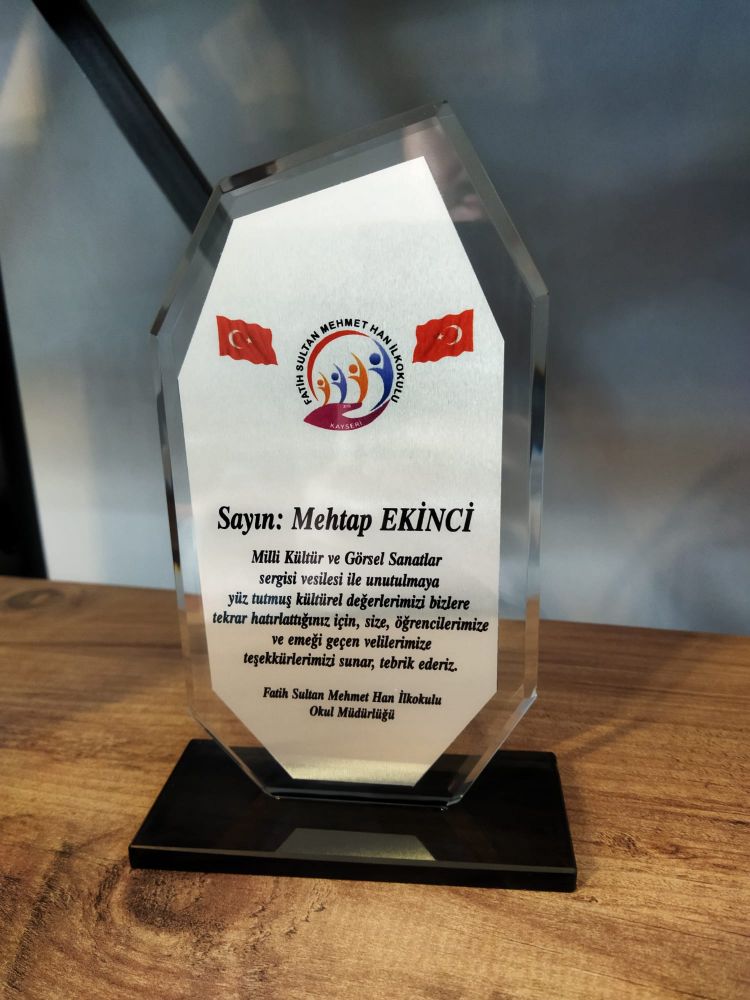 FATİH SULTAN MEHMET HAN İLKOKULU
KAYSERİ
Sayın: Mehtap EKİNCİ
Milli Kültür ve Görsel Sanatlar
sergisi vesilesi ile unutulmaya
yüz tutmuş kültürel değerlerimizi bizlere
tekrar hatırlattığınız için, size, öğrencilerimize
ve emeği geçen velilerimize
teşekkürlerimizi sunar, tebrik ederiz.
Fatih Sultan Mehmet Han İlkokulu
Okul Müdürlüğü